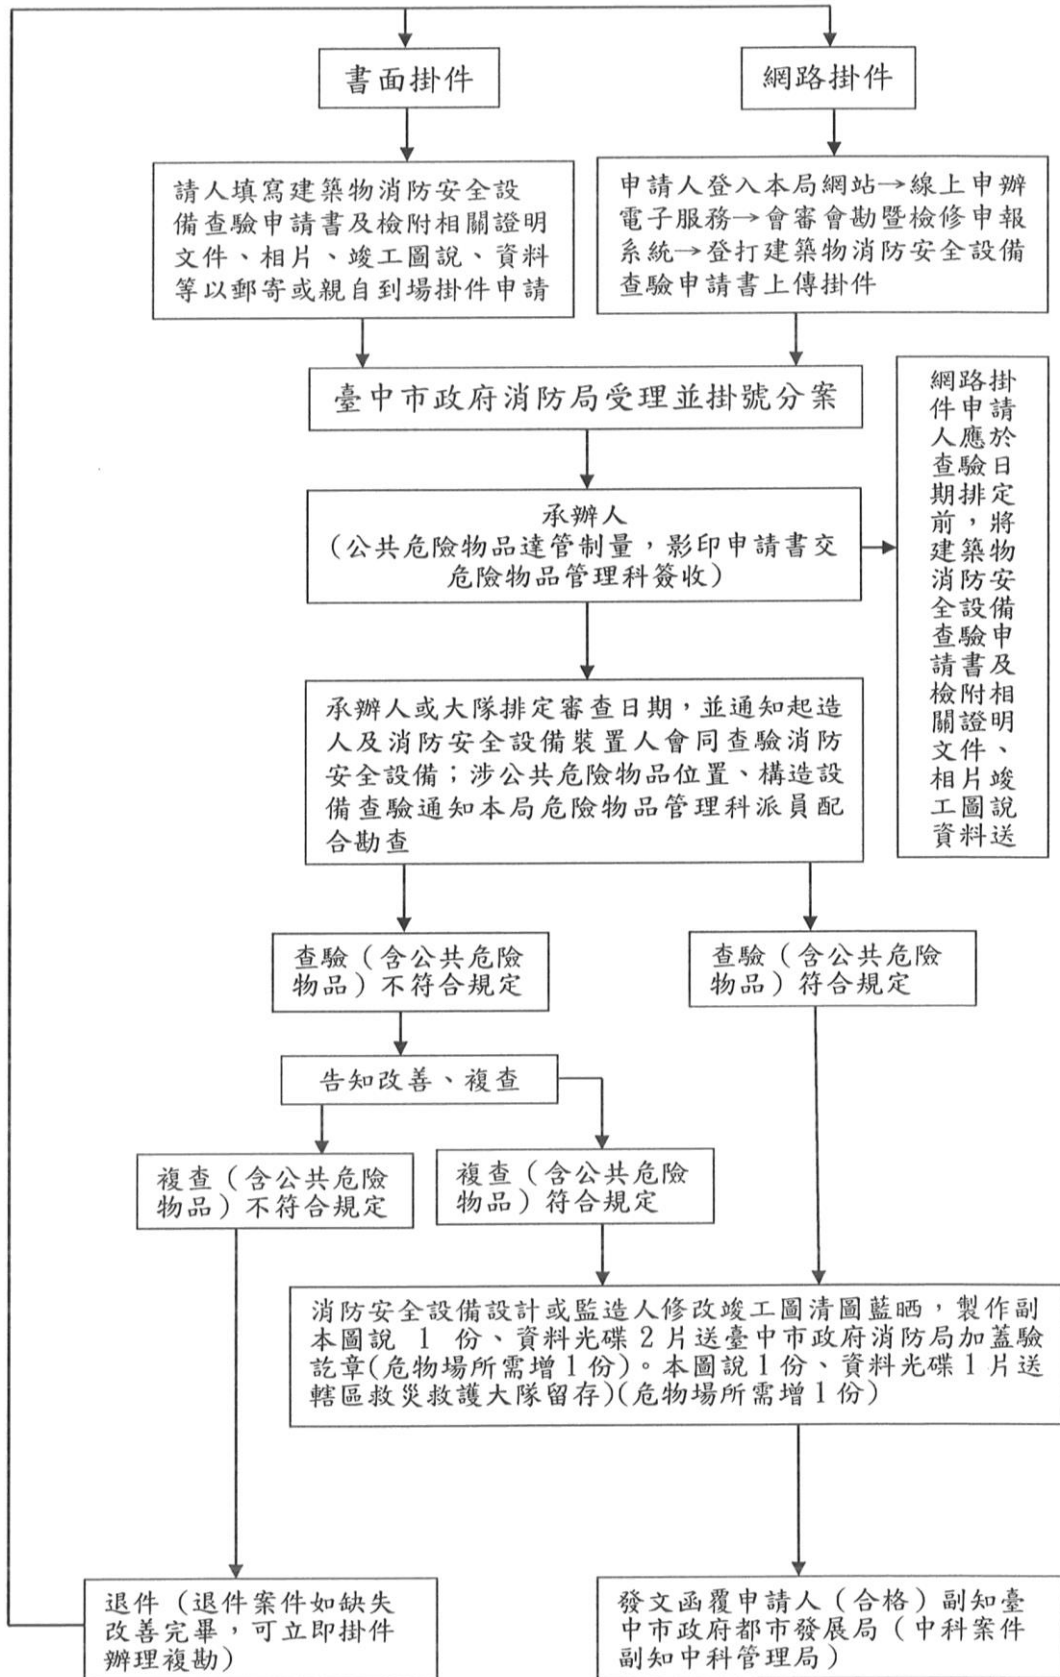 書面掛件
網路掛件
請人填寫建築物消防安全設
備查驗申請書及檢附相關證明
文件、相片、竣工圖說、資料
等以郵寄或親自到場掛件申請
申請人登入本局網站→線上申辦
電子服務→會審會勘暨檢修申報
系統→登打建築物消防安全設備
查驗申請書上傳掛件
臺中市政府消防局受理並掛號分案
網路掛
件申請
人應於
查驗日
期排定
前，將
建築物
消防安
全設備
查驗申
請書及
檢附相
關證明
文件、
相片竣
工圖說
資料送
承辦人
（公共危險物品達管制量，影印申請書交
危險物品管理科簽收）
承辦人或大隊排定審查日期，並通知起造
人及消防安全設備裝置人會同查驗消防
安全設備；涉公共危險物品位置、構造設
備查驗通知本局危險物品管理科派員配
合勘查
查驗（含公共危險
物品）不符合規定
查驗（含公共危險
物品）符合規定
告知改善、複查
複查（含公共危險
物品）不符合規定
複查（含公共危險
物品）符合規定
消防安全設備設計或監造人修改竣工圖清圖藍晒，製作副
本圖說 1 份、資料光碟 2 片送臺中市政府消防局加蓋驗
訖章(危物場所需增 1 份)。本圖說 1 份、資料光碟 1 片送
轄區救災救護大隊留存)(危物場所需增 1 份)
退件（退件案件如缺失
改善完畢，可立即掛件
辦理複勘）
發文函覆申請人（合格）副知臺
中市政府都市發展局（中科案件
副知中科管理局）